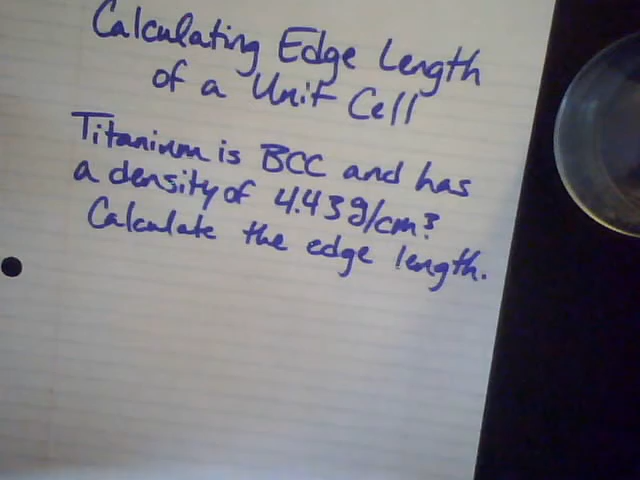 Calculating Edge Length
of a Unit Cell
Titanium is BCC and has
a density of 4.43 g/cm³.
Calculate the edge length.